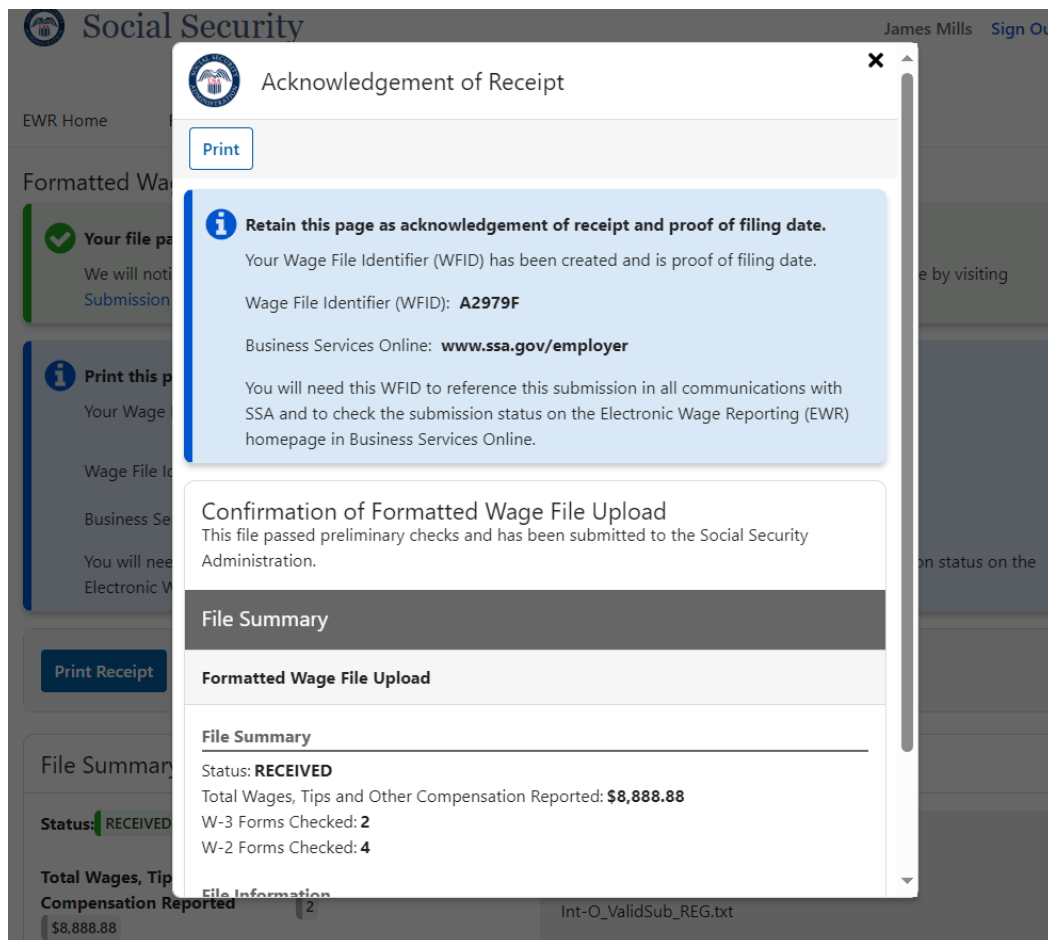 Social Security
James Mills Sign Ou
Acknowledgement of Receipt
EWR Home
Print
Formatted Wa
Retain this page as acknowledgement of receipt and proof of filing date.
Your file pa
Your Wage File Identifier (WFID) has been created and is proof of filing date.
We will noti
e by visiting
Submission
Wage File Identifier (WFID): A2979F
Business Services Online: www.ssa.gov/employer
Print this p
You will need this WFID to reference this submission in all communications with
Your Wage
SSA and to check the submission status on the Electronic Wage Reporting (EWR)
homepage in Business Services Online.
Wage File Id
Confirmation of Formatted Wage File Upload
Business Se
This file passed preliminary checks and has been submitted to the Social Security
Administration.
You will nee
on status on the
Electronic W
File Summary
Print Receipt
Formatted Wage File Upload
File Summary
File Summary
Status: RECEIVED
Total Wages, Tips and Other Compensation Reported: $8,888.88
W-3 Forms Checked: 2
Status: RECEIVED
W-2 Forms Checked: 4
Total Wages, Tip
File Information
Compensation Reported
2
Int-O_ValidSub_REG.txt
$8,888.88